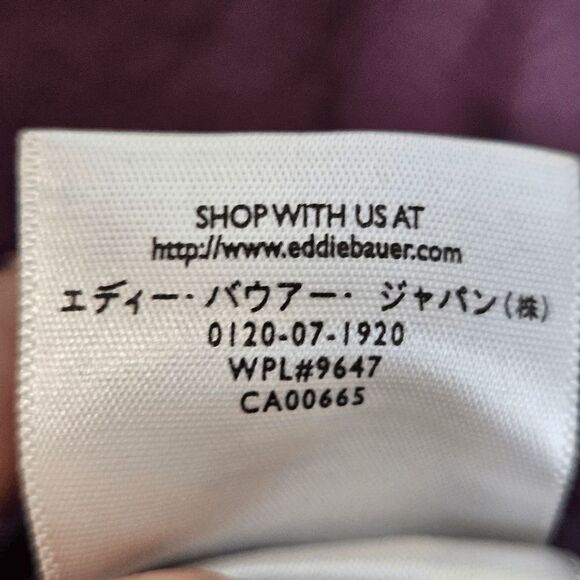 SHOP WITH US AT
http://www.eddiebauer.com
エディー・バウアー・ ジャパン(株)
0120-07-1920
WPL#9647
CA00665